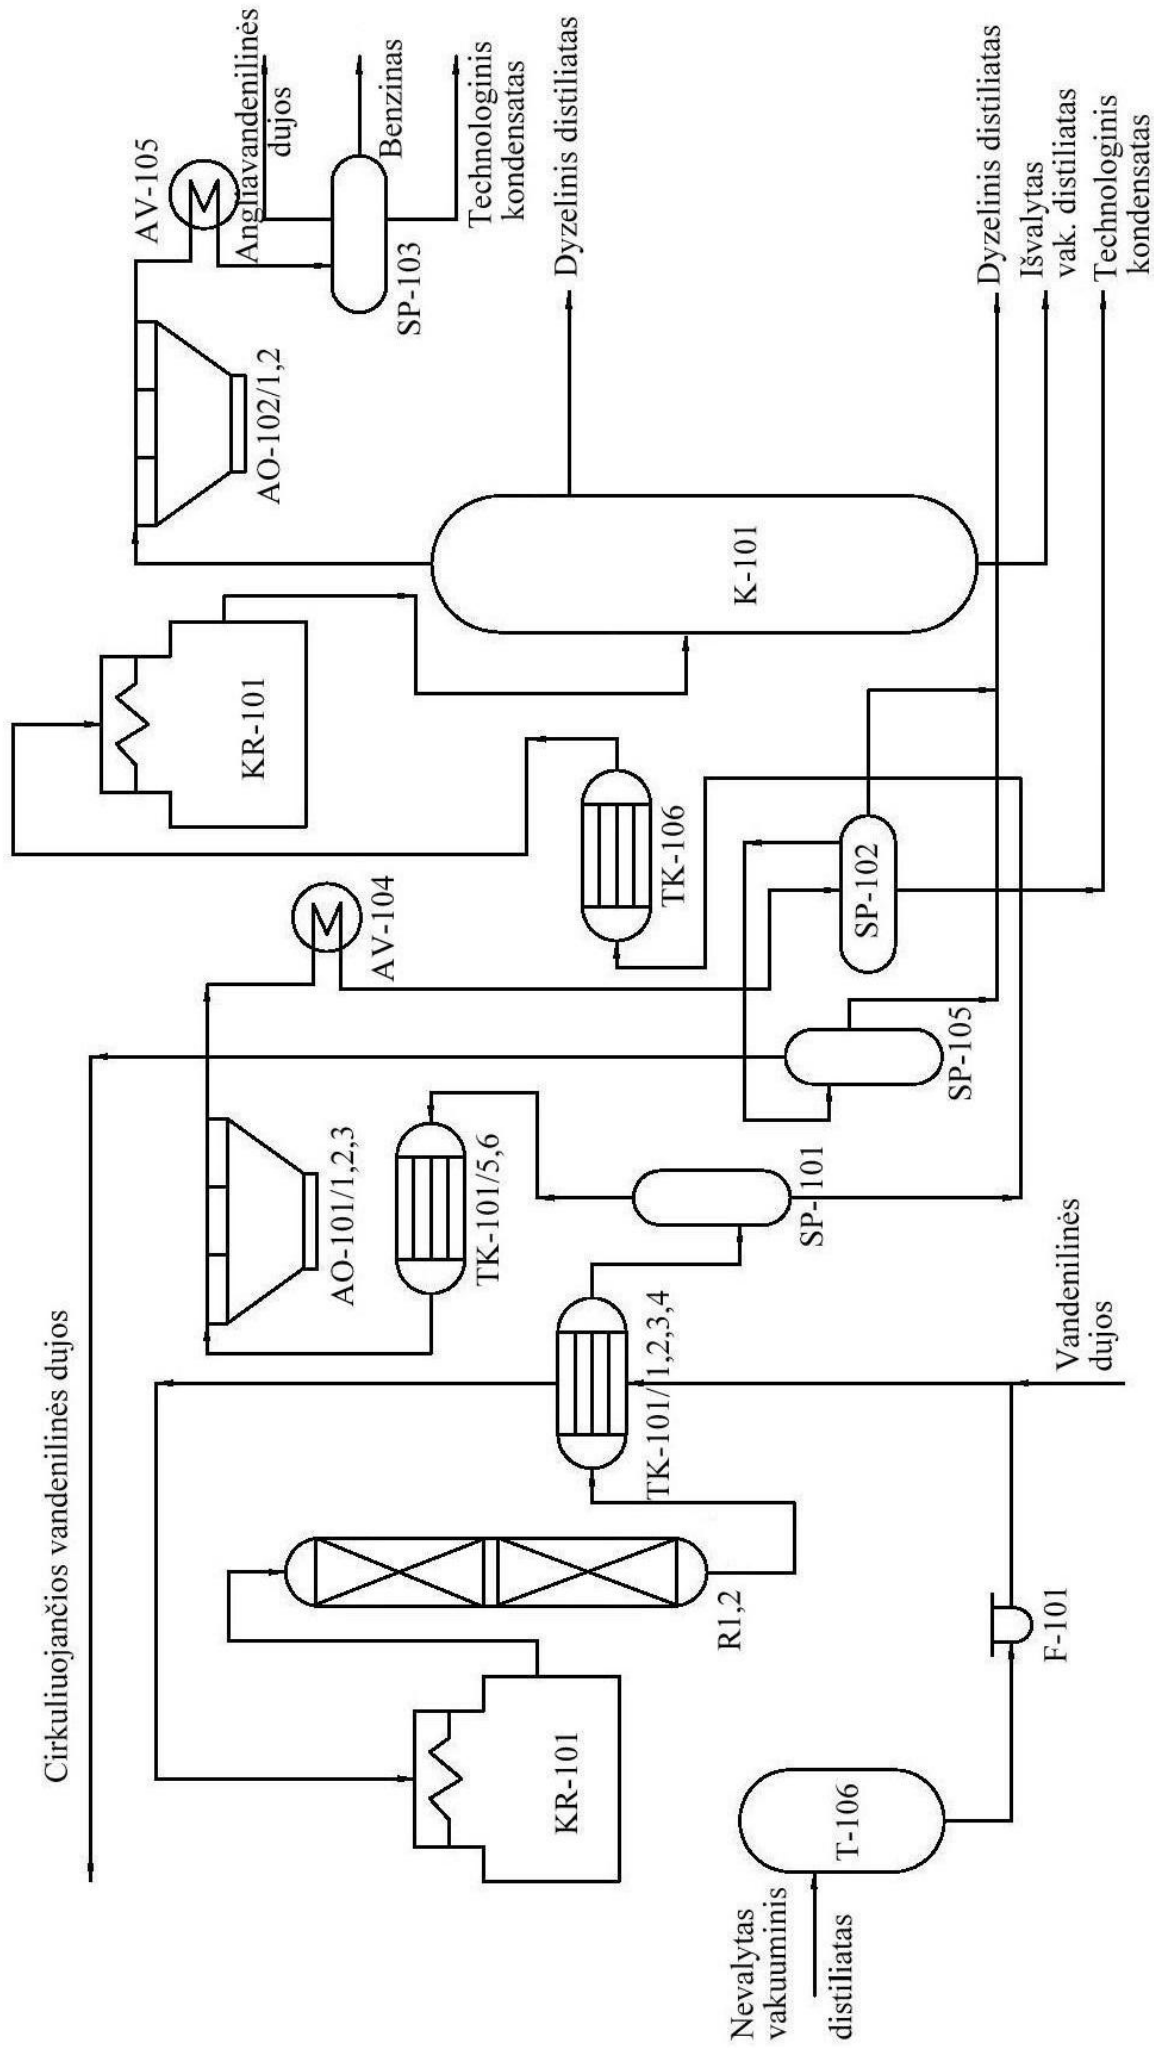 Cirkuliuojančios vandenilinės dujos
AV-105
Angliavandenilinės
dujos
Benzinas
Technologinis
kondensatas
SP-103
AO-102/1,2
KR-101
AV-104
AO-101/1,2,3
TK-101/5,6
Dyzelinis distiliatas
K-101
TK-106
TK-101/ 1,2,3,4
SP-101
SP-102
SP-105
R1,2
KR-101
T-106
Nevalytas
vakuuminis
distiliatas
F-101
Vandenilinės
dujos
Dyzelinis distiliatas
Išvalytas
vak. distiliatas
Technologinis
kondensatas